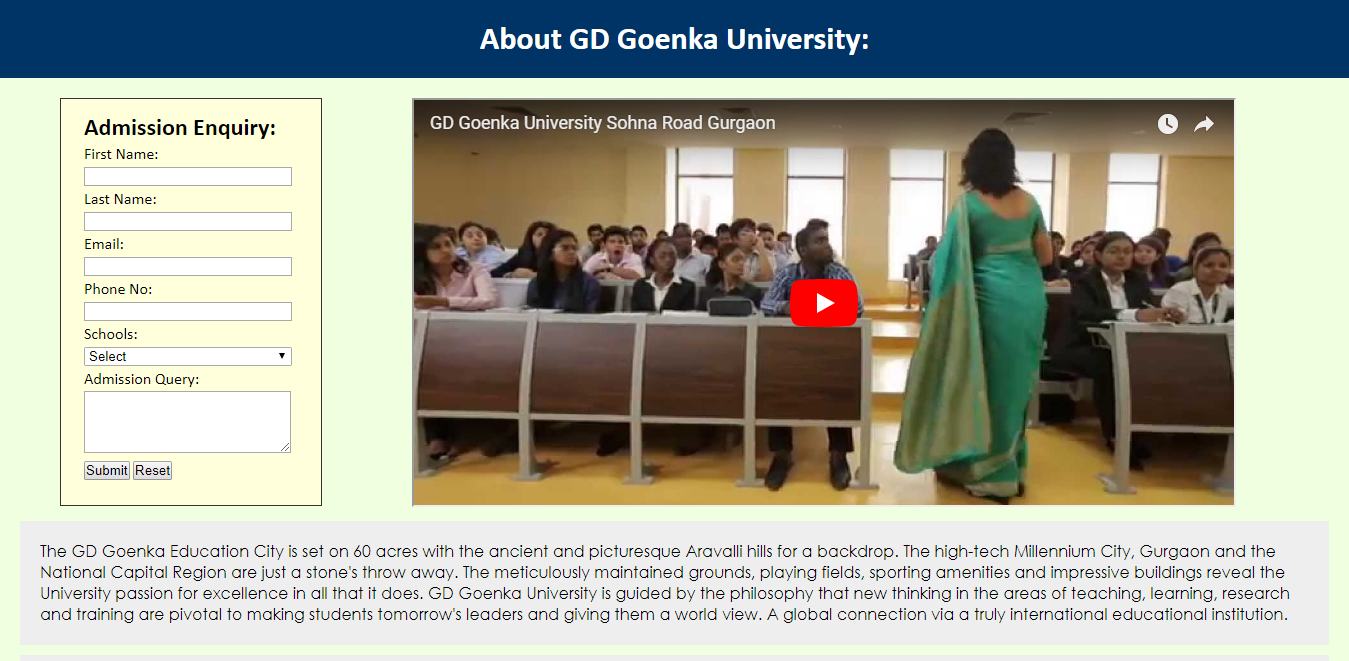 About GD Goenka University:
Admission Enquiry:
First Name:
Last Name:
Email:
Phone No:
Schools:
Select
Admission Query:
Submit Reset
GD Goenka University Sohna Road Gurgaon
The GD Goenka Education City is set on 60 acres with the ancient and picturesque Aravalli hills for a backdrop. The high-tech Millennium City, Gurgaon and the
National Capital Region are just a stone's throw away. The meticulously maintained grounds, playing fields, sporting amenities and impressive buildings reveal the
University passion for excellence in all that it does. GD Goenka University is guided by the philosophy that new thinking in the areas of teaching, learning, research
and training are pivotal to making students tomorrow's leaders and giving them a world view. A global connection via a truly international educational institution.